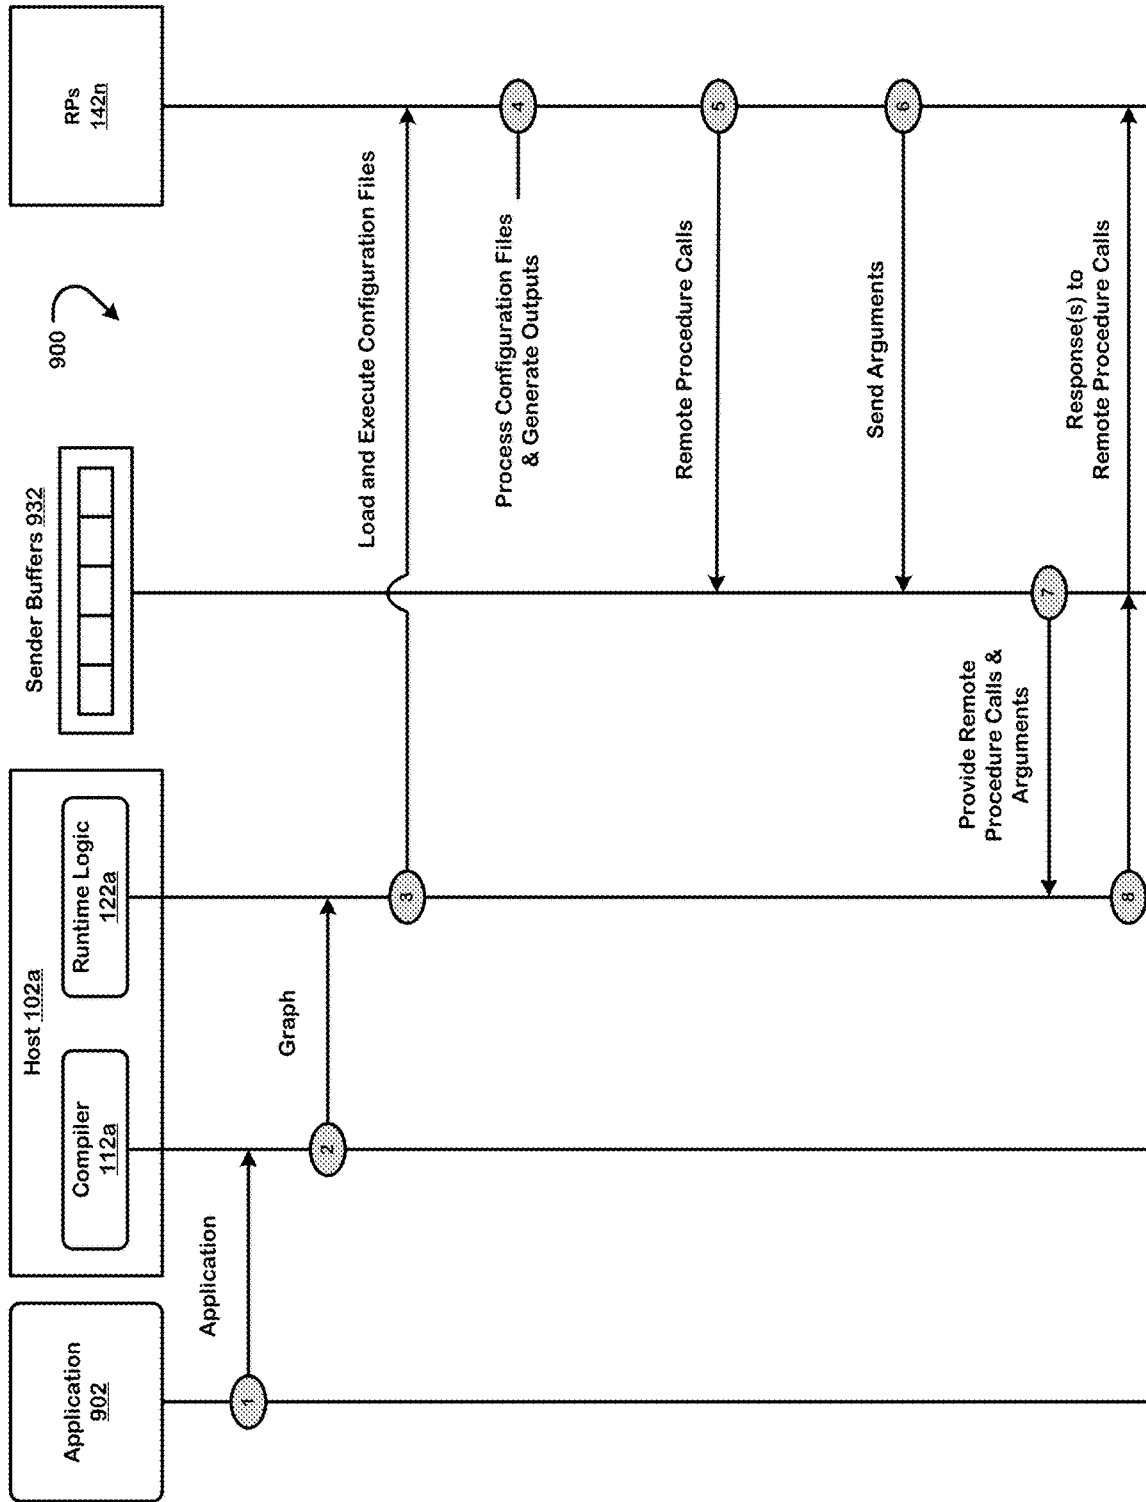 Application
902
Host 102a
Compiler
112a
Runtime Logic
122a
Sender Buffers 932
900
RPs
142n
Application
1
Graph
2
Load and Execute Configuration Files
3
Process Configuration Files
& Generate Outputs
4
Remote Procedure Calls
5
Send Arguments
6
Provide Remote
Procedure Calls &
Arguments
7
Response(s) to
Remote Procedure Calls
8